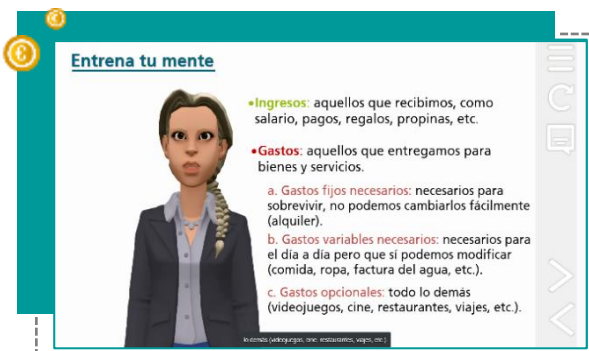 Entrena tu mente
•Ingresos: aquellos que recibimos, como
salario, pagos, regalos, propinas, etc.
•Gastos: aquellos que entregamos para
bienes y servicios.
a. Gastos fijos necesarios: necesarios para
sobrevivir, no podemos cambiarlos fácilmente
(alquiler).
b. Gastos variables necesarios: necesarios para
el día a día pero que sí podemos modificar
(comida, ropa, factura del agua, etc.).
c. Gastos opcionales: todo lo demás
(videojuegos, cine, restaurantes, viajes, etc.).
lo demás (videojuegos, cine, restaurantes, viajes, etc.)